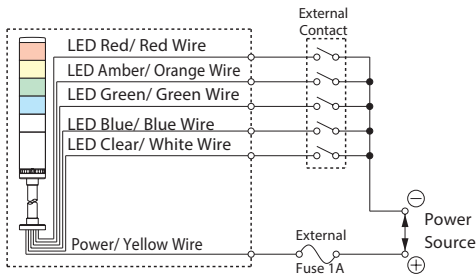 External
Contact
LED Red/ Red Wire
LED Amber/ Orange Wire
LED Green/ Green Wire
LED Blue/ Blue Wire
LED Clear/ White Wire
Power/ Yellow Wire
External
Fuse 1A
−
Power
Source
+